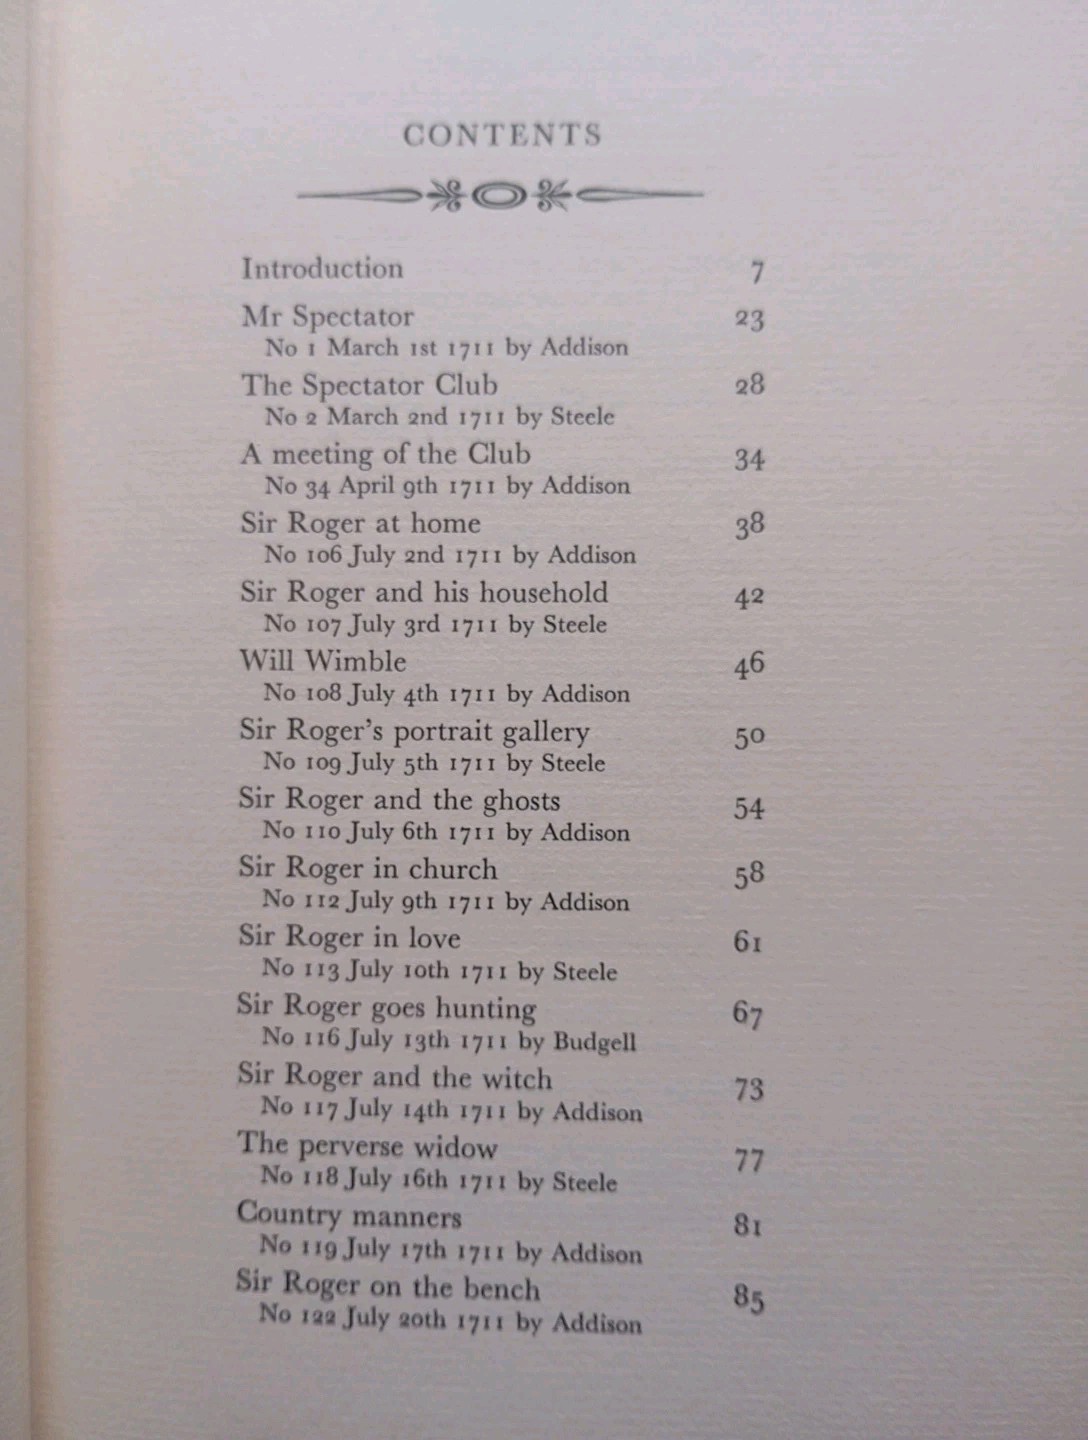 CONTENTS
Introduction 7
Mr Spectator 23
No 1 March 1st 1711 by Addison
The Spectator Club 28
No 2 March 2nd 1711 by Steele
A meeting of the Club 34
No 34 April 9th 1711 by Addison
Sir Roger at home 38
No 106 July 2nd 1711 by Addison
Sir Roger and his household 42
No 107 July 3rd 1711 by Steele
Will Wimble 46
No 108 July 4th 1711 by Addison
Sir Roger's portrait gallery 50
No 109 July 5th 1711 by Steele
Sir Roger and the ghosts 54
No 110 July 6th 1711 by Addison
Sir Roger in church 58
No 112 July 9th 1711 by Addison
Sir Roger in love 61
No 113 July 10th 1711 by Steele
Sir Roger goes hunting 67
No 116 July 13th 1711 by Budgell
Sir Roger and the witch 73
No 117 July 14th 1711 by Addison
The perverse widow 77
No 118 July 16th 1711 by Steele
Country manners 81
No 119 July 17th 1711 by Addison
Sir Roger on the bench 85
No 122 July 20th 1711 by Addison